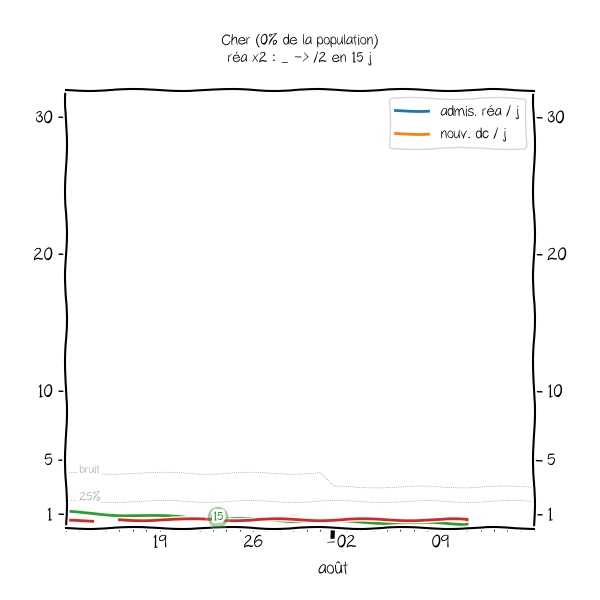 Cher (0% de la population)
réa x2 : _ -> /2 en 15 j
admis. réa / j
nouv. dc / j
30
30
20
20
10
10
5
5
bruit
25%
15
1
1
19
26
02
09
août